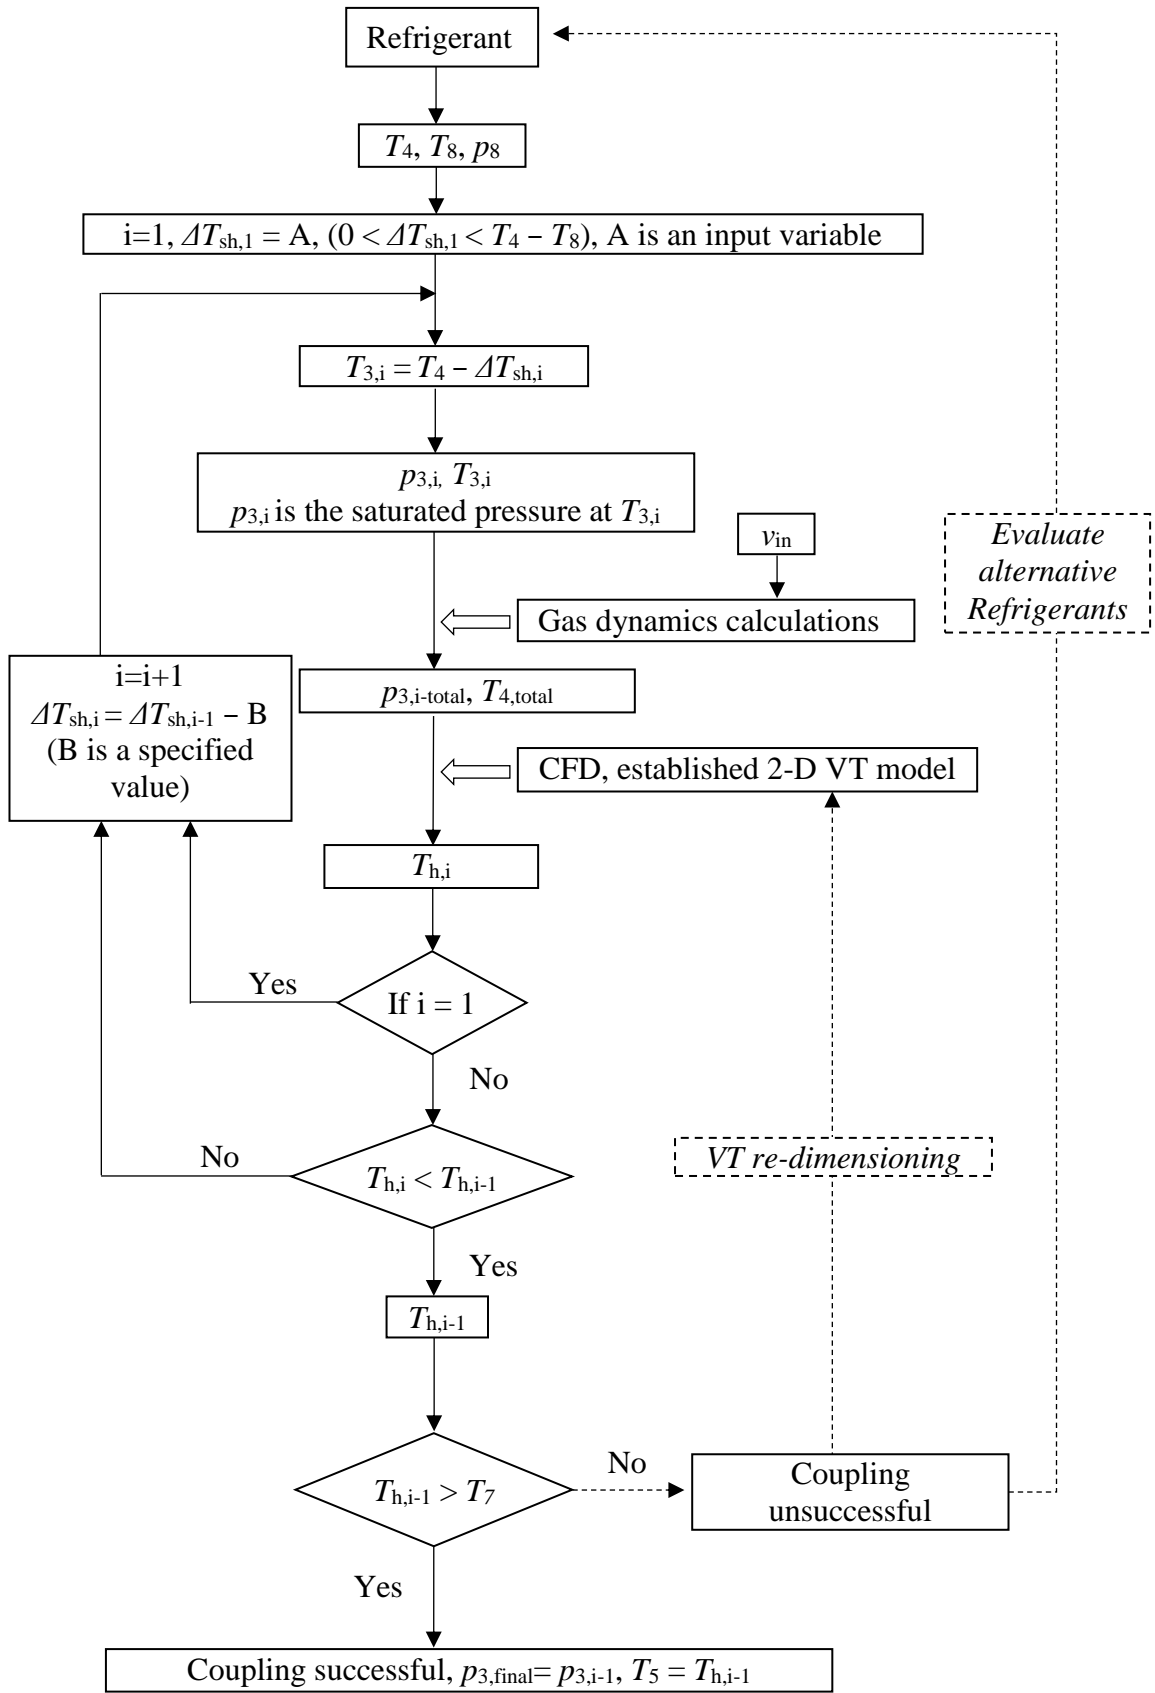 Refrigerant
T4, T8, p8
i=1, ΔTsh,1 = A, (0 < ΔTsh,1 < T4 – T8), A is an input variable
T3,i = T4 – ΔTsh,i
p3,i, T3,i
p3,i is the saturated pressure at T3,i
vin
Evaluate
alternative
Refrigerants
Gas dynamics calculations
i=i+1
ΔTsh,i = ΔTsh,i-1 – B
(B is a specified
value)
p3,i-total, T4,total
CFD, established 2-D VT model
Th,i
Yes
If i = 1
No
No
Th,i < Th,i-1
VT re-dimensioning
Yes
Th,i-1
Th,i-1 > T7
No
Coupling
unsuccessful
Yes
Coupling successful, p3,final= p3,i-1, T5 = Th,i-1